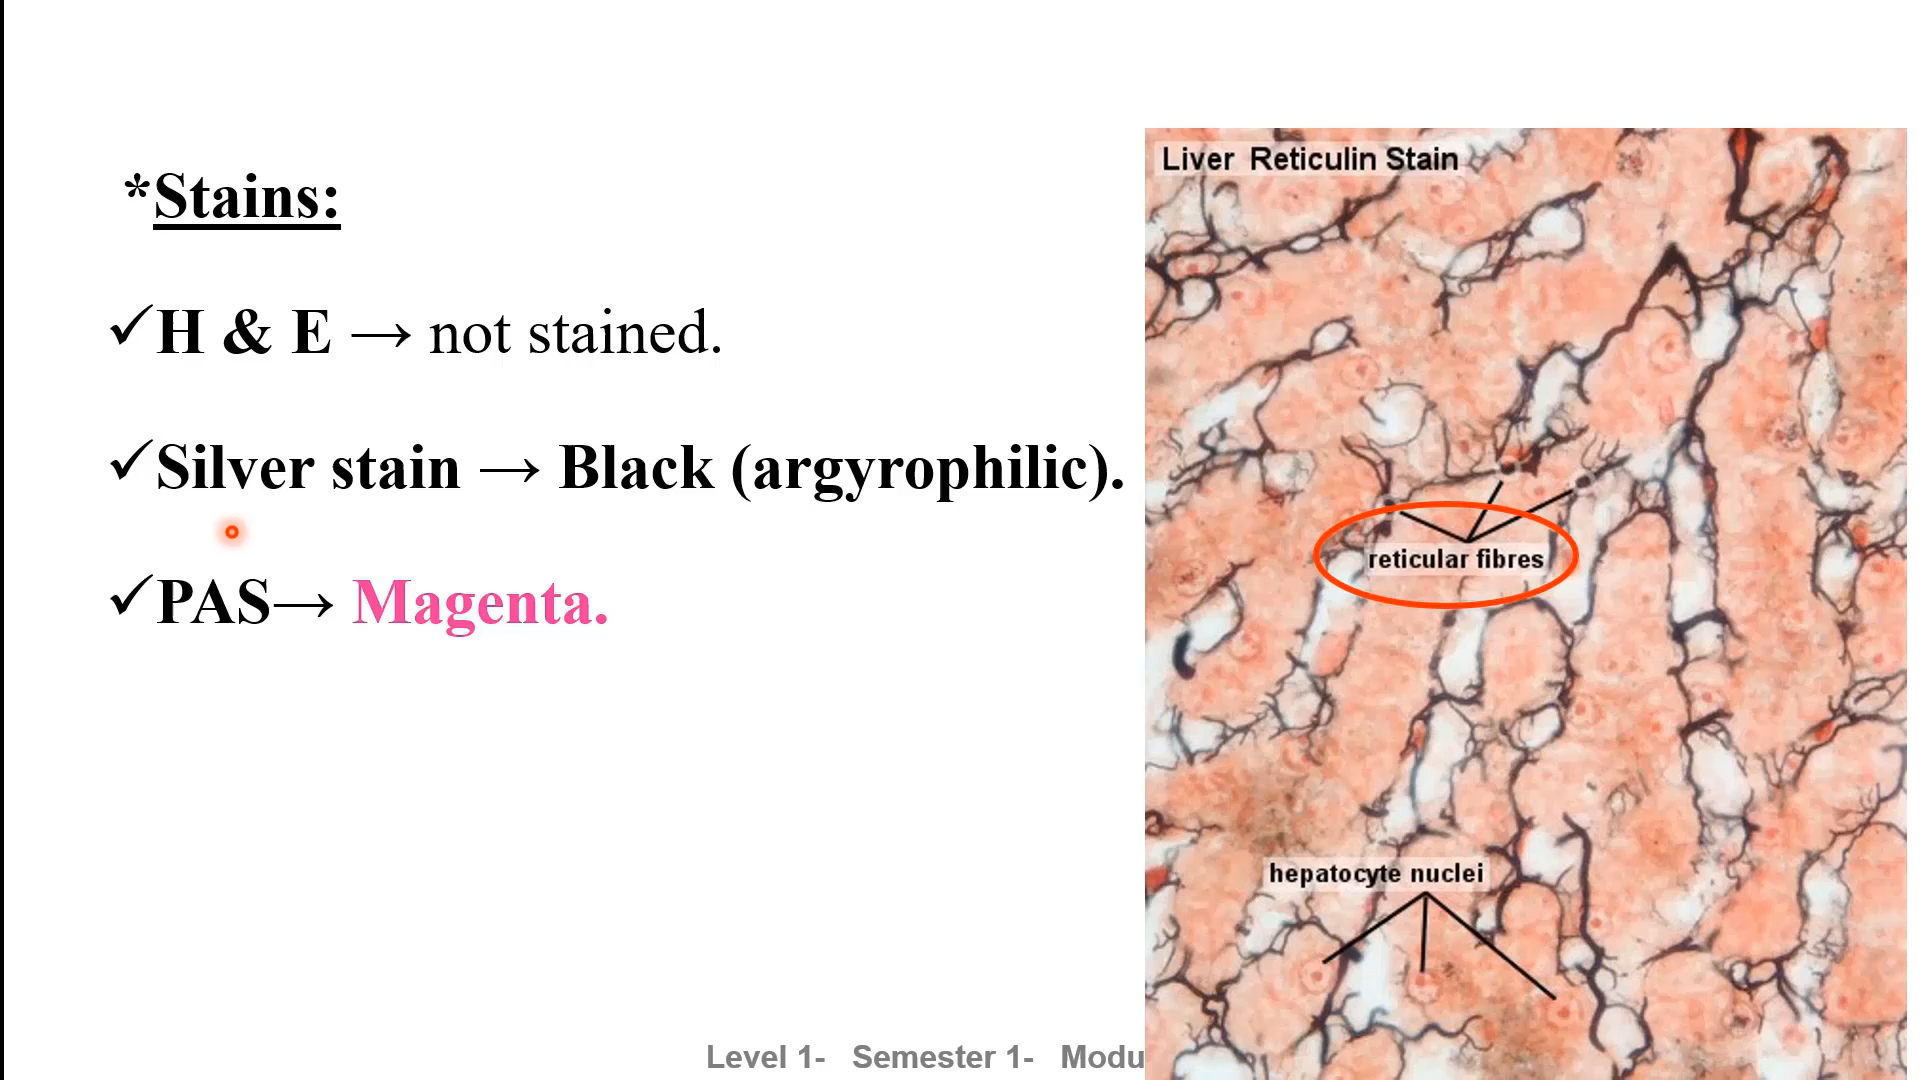 *Stains:
✓H & E → not stained.
✓Silver stain → Black (argyrophilic).
✓PAS→ Magenta.
Liver Reticulin Stain
reticular fibres
hepatocyte nuclei
Level 1- Semester 1- Modu